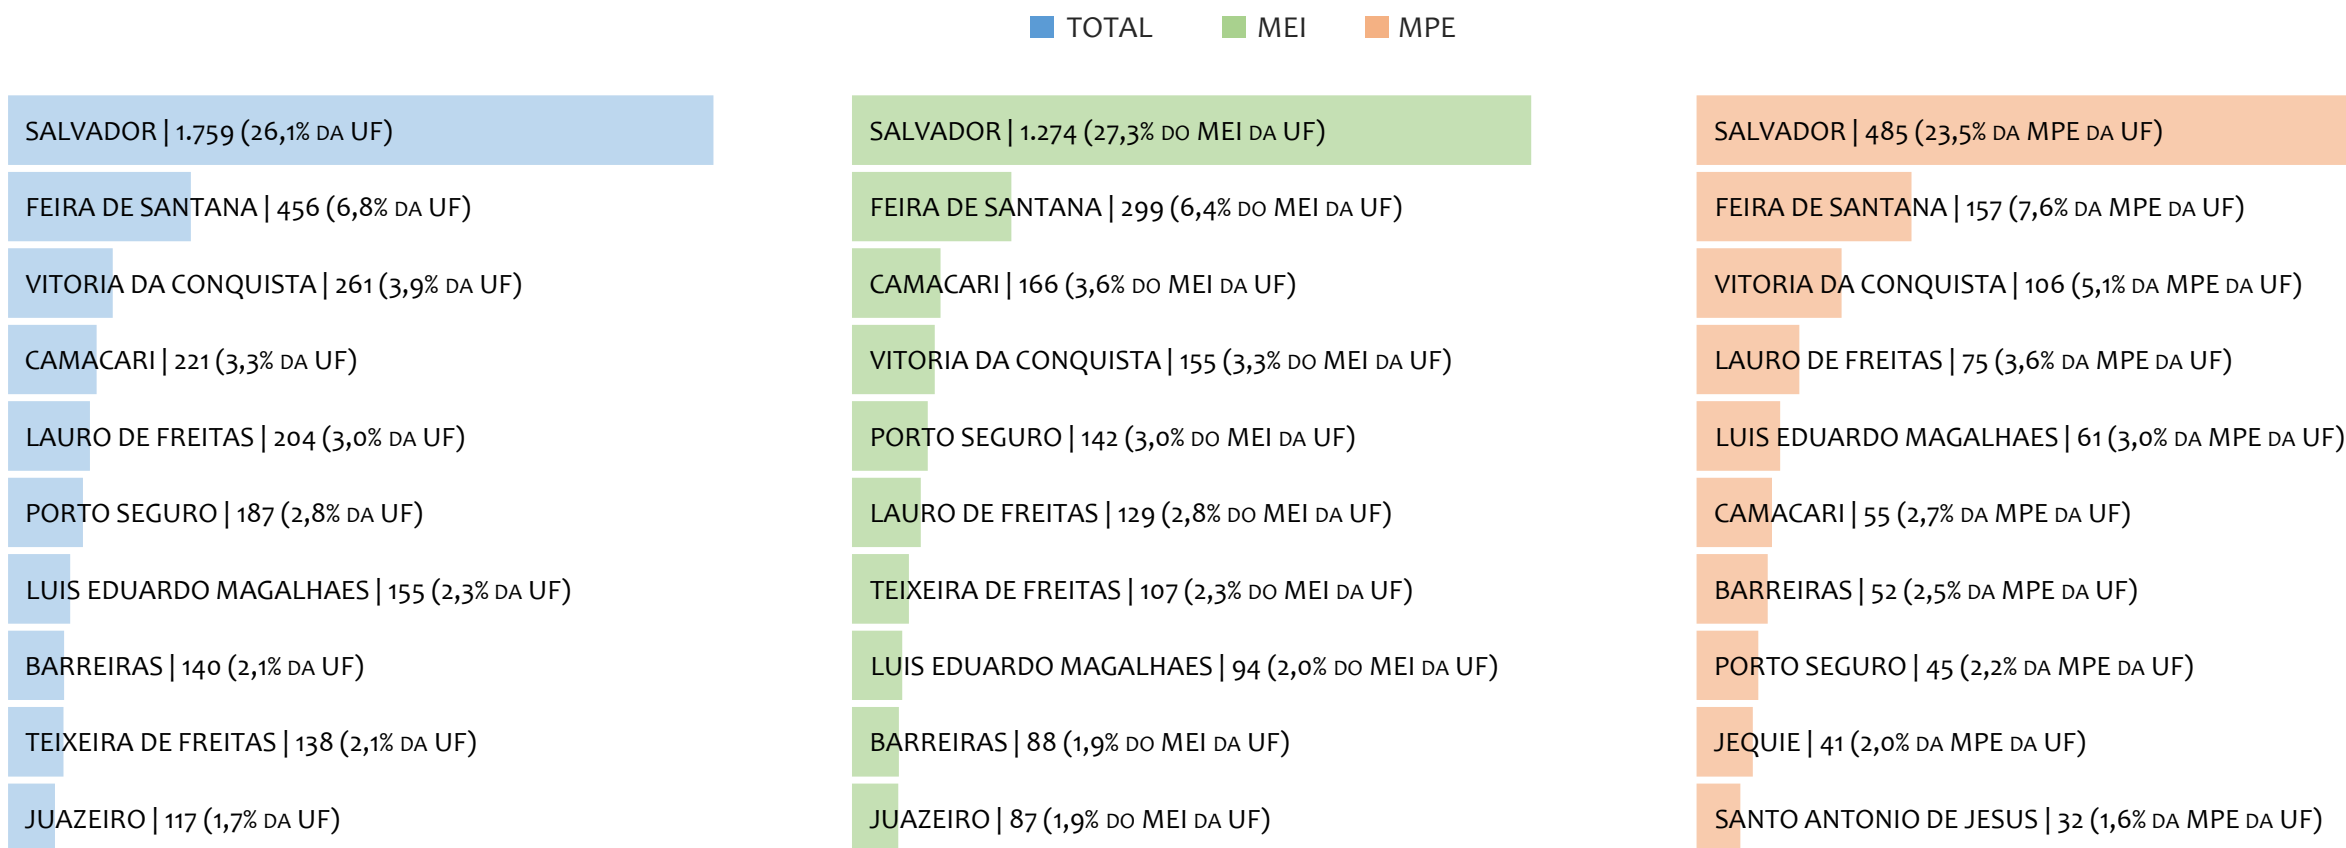 TOTAL MEI MPE
SALVADOR | 1.759 (26,1% DA UF)
FEIRA DE SANTANA | 456 (6,8% DA UF)
VITORIA DA CONQUISTA | 261 (3,9% DA UF)
CAMACARI | 221 (3,3% DA UF)
LAURO DE FREITAS | 204 (3,0% DA UF)
PORTO SEGURO | 187 (2,8% DA UF)
LUIS EDUARDO MAGALHAES | 155 (2,3% DA UF)
BARREIRAS | 140 (2,1% DA UF)
TEIXEIRA DE FREITAS | 138 (2,1% DA UF)
JUAZEIRO | 117 (1,7% DA UF)
SALVADOR | 1.274 (27,3% DO MEI DA UF)
FEIRA DE SANTANA | 299 (6,4% DO MEI DA UF)
CAMACARI | 166 (3,6% DO MEI DA UF)
VITORIA DA CONQUISTA | 155 (3,3% DO MEI DA UF)
PORTO SEGURO | 142 (3,0% DO MEI DA UF)
LAURO DE FREITAS | 129 (2,8% DO MEI DA UF)
TEIXEIRA DE FREITAS | 107 (2,3% DO MEI DA UF)
LUIS EDUARDO MAGALHAES | 94 (2,0% DO MEI DA UF)
BARREIRAS | 88 (1,9% DO MEI DA UF)
JUAZEIRO | 87 (1,9% DO MEI DA UF)
SALVADOR | 485 (23,5% DA MPE DA UF)
FEIRA DE SANTANA | 157 (7,6% DA MPE DA UF)
VITORIA DA CONQUISTA | 106 (5,1% DA MPE DA UF)
LAURO DE FREITAS | 75 (3,6% DA MPE DA UF)
LUIS EDUARDO MAGALHAES | 61 (3,0% DA MPE DA UF)
CAMACARI | 55 (2,7% DA MPE DA UF)
BARREIRAS | 52 (2,5% DA MPE DA UF)
PORTO SEGURO | 45 (2,2% DA MPE DA UF)
JEQUIE | 41 (2,0% DA MPE DA UF)
SANTO ANTONIO DE JESUS | 32 (1,6% DA MPE DA UF)